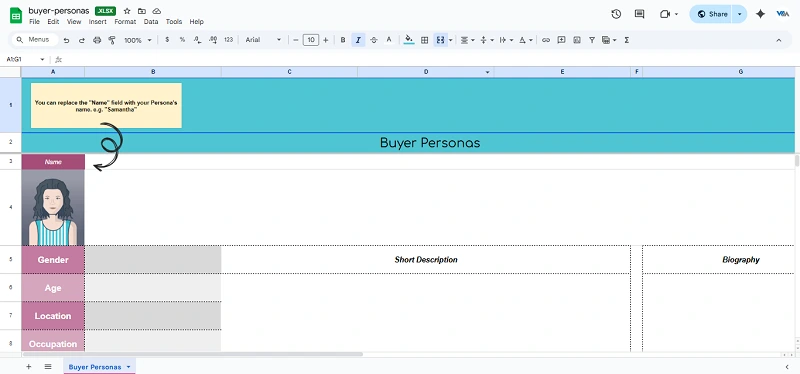 buyer-personas .XLSX
File Edit View Insert Format Data Tools Help
Share
Menus 100% $ % .0 .00 123 Arial 10 B I A Σ
A1:G1 fx
A B C D E F G
1
You can replace the "Name" field with your Persona's
name. e.g. "Samantha"
2 Buyer Personas
3 Name
4
5 Gender Short Description Biography
6 Age
7 Location
8 Occupation
Buyer Personas